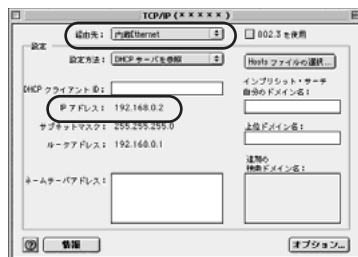 TCP/IP (×××××)
経由先： 内蔵Ethernet
802.3 を使用
設定
設定方法： DHCP サーバを参照
Hosts ファイルの選択...
DHCP クライアント ID：
インプリシット・サーチ
自分のドメイン名：
IP アドレス： 192.168.0.2
サブネットマスク： 255.255.255.0
上位ドメイン名：
ルータアドレス： 192.168.0.1
追加の
検索ドメイン名：
ネームサーバアドレス：
情報
オプション...